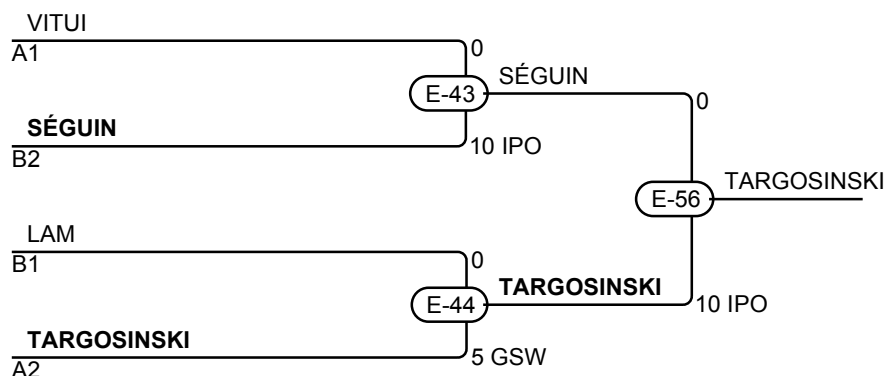 VITUI
A1
0
E-43
SÉGUIN
0
SÉGUIN
B2
10 IPO
E-56
TARGOSINSKI
LAM
B1
0
E-44
TARGOSINSKI
10 IPO
TARGOSINSKI
A2
5 GSW